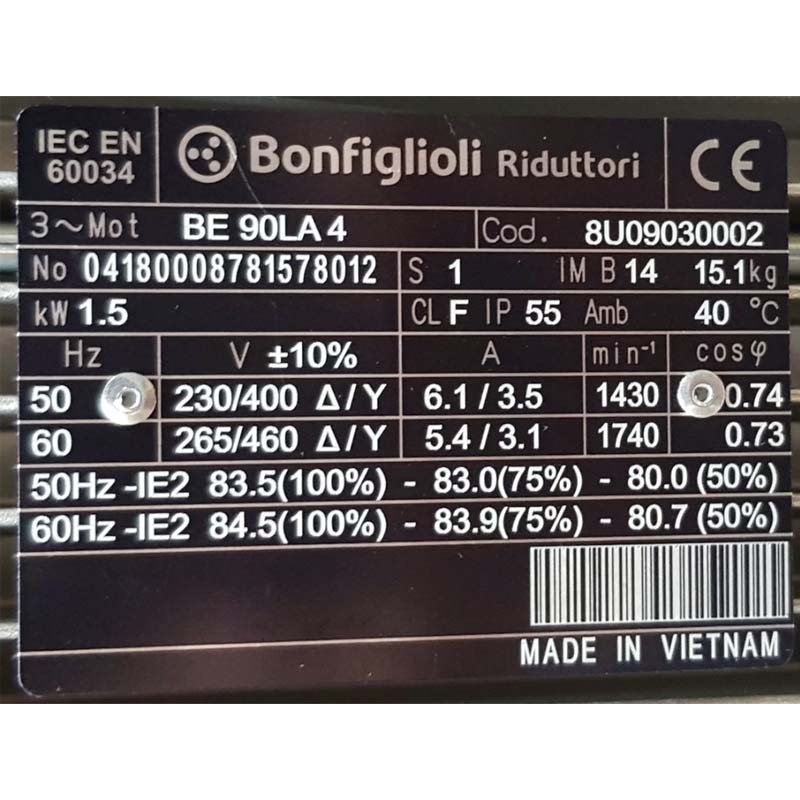 IEC EN
60034
Bonfiglioli Riduttori
CE
3~Mot BE 90LA 4 Cod. 8U09030002
No 04180008781578012 S 1 IM B 14 15.1kg
kW 1.5 CL F IP 55 Amb 40 °C
Hz V ±10% A min⁻¹ cosφ
50 230/400 Δ/Y 6.1/3.5 1430 0.74
60 265/460 Δ/Y 5.4/3.1 1740 0.73
50Hz -IE2 83.5(100%) - 83.0(75%) - 80.0 (50%)
60Hz -IE2 84.5(100%) - 83.9(75%) - 80.7 (50%)
MADE IN VIETNAM